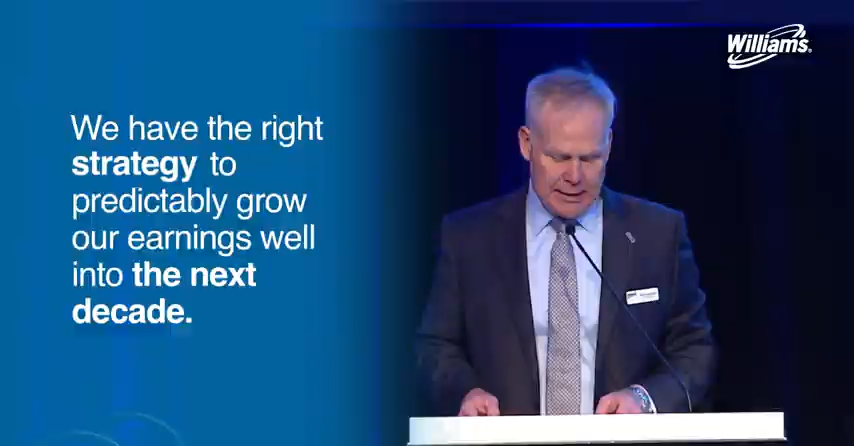 Williams.
We have the right
strategy to
predictably grow
our earnings well
into the next
decade.